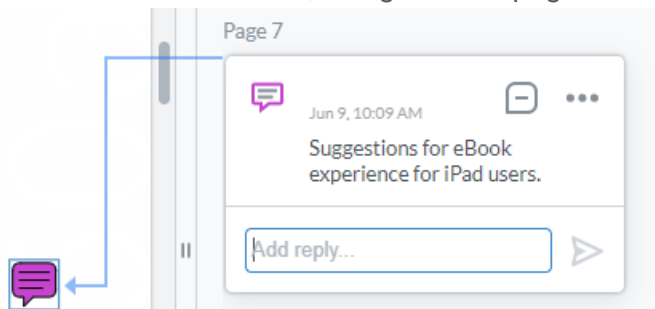 Page 7
Jun 9, 10:09 AM
Suggestions for eBook
experience for iPad users.
Add reply...